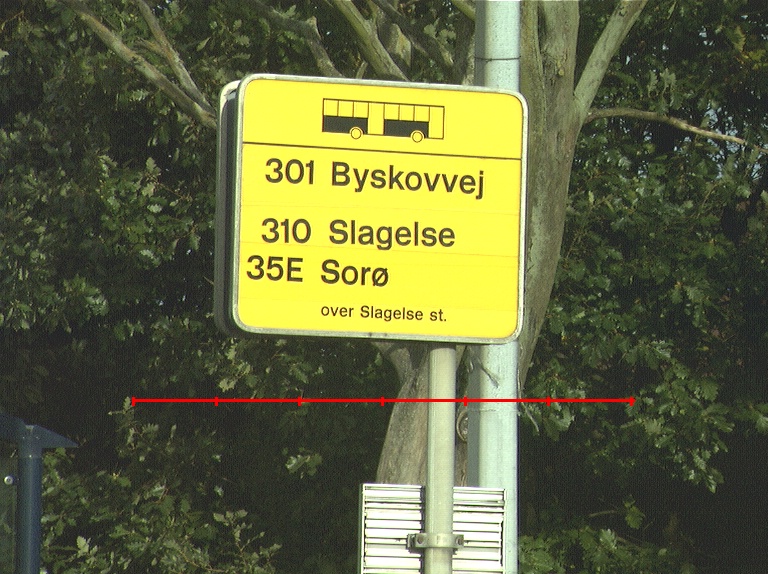 301 Byskovvej
310 Slagelse
35E Sorø
over Slagelse st.